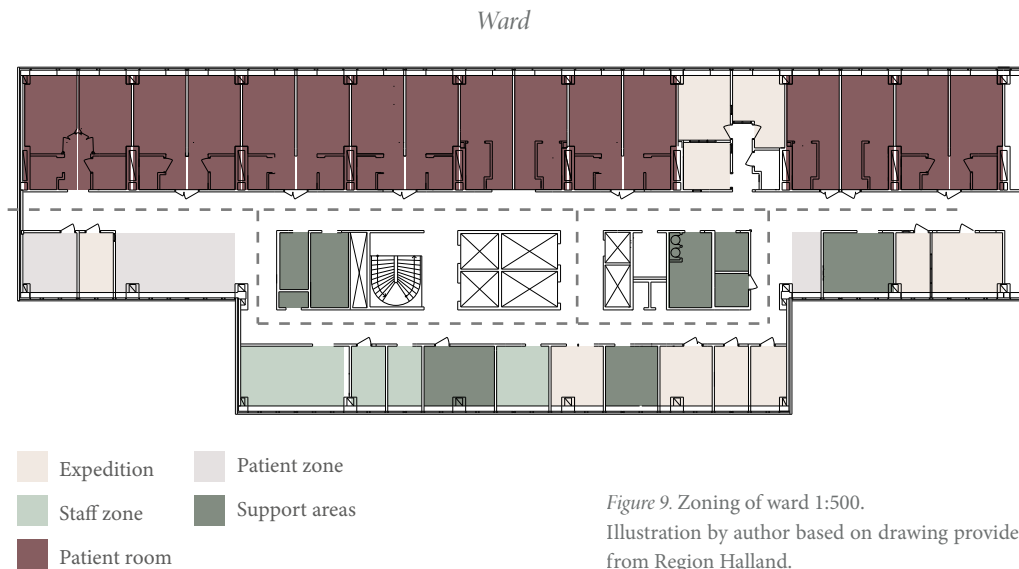 Ward
Expedition
Staff zone
Patient room
Patient zone
Support areas
Figure 9. Zoning of ward 1:500.
Illustration by author based on drawing provide
from Region Halland.